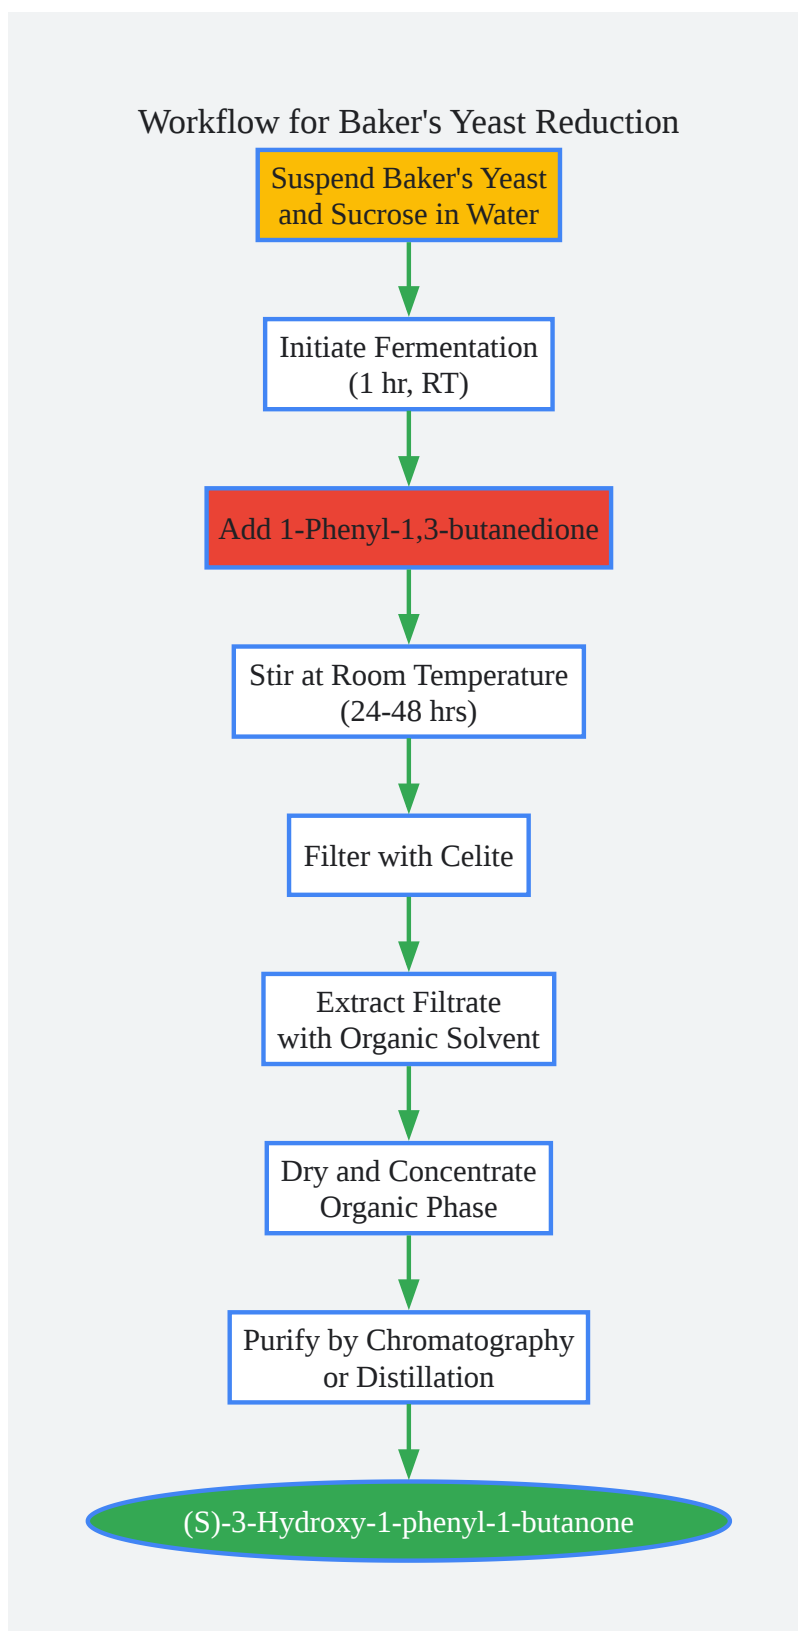 Workflow for Baker's Yeast Reduction
Suspend Baker's Yeast
and Sucrose in Water
Initiate Fermentation
(1 hr, RT)
Add 1-Phenyl-1,3-butanedione
Stir at Room Temperature
(24-48 hrs)
Filter with Celite
Extract Filtrate
with Organic Solvent
Dry and Concentrate
Organic Phase
Purify by Chromatography
or Distillation
(S)-3-Hydroxy-1-phenyl-1-butanone